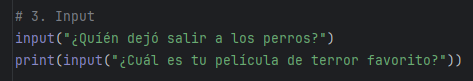 # 3. Input
input("¿Quién dejó salir a los perros?")
print(input("¿Cuál es tu película de terror favorito?"))